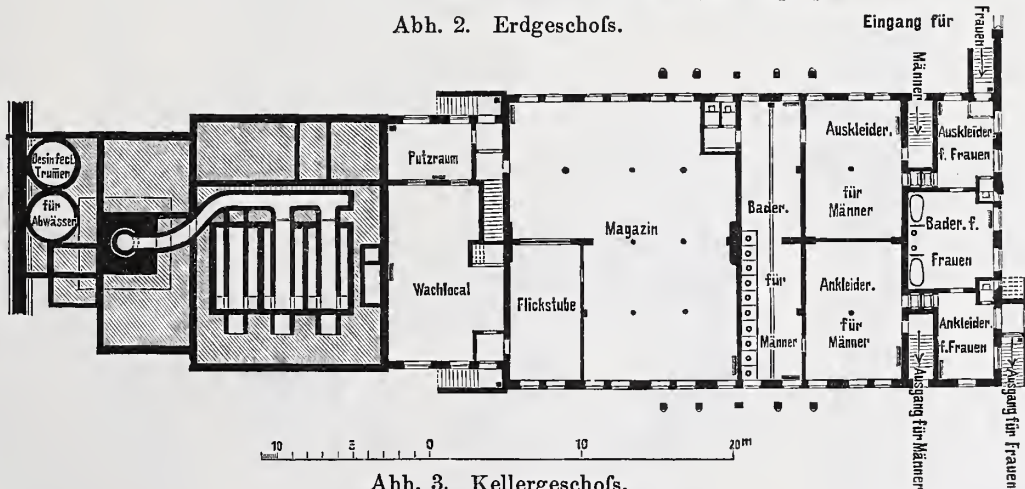 Abh. 2. Erdgeschoſs.
Eingang für
Frauen
Männer
Desinfect.
Trumen
für
Abwässer
Putzraum
Wachlocal
Magazin
Flickstube
Bader.
für
Männer
Auskleider.
für
Männer
Ankleider.
für
Männer
Auskleider.
f. Frauen
Bader. f.
Frauen
Ankleider.
f. Frauen
Ausgang für Männer
Ausgang für Frauen
10 5 0 10 20m
Abh. 3. Kellergeschoſs.